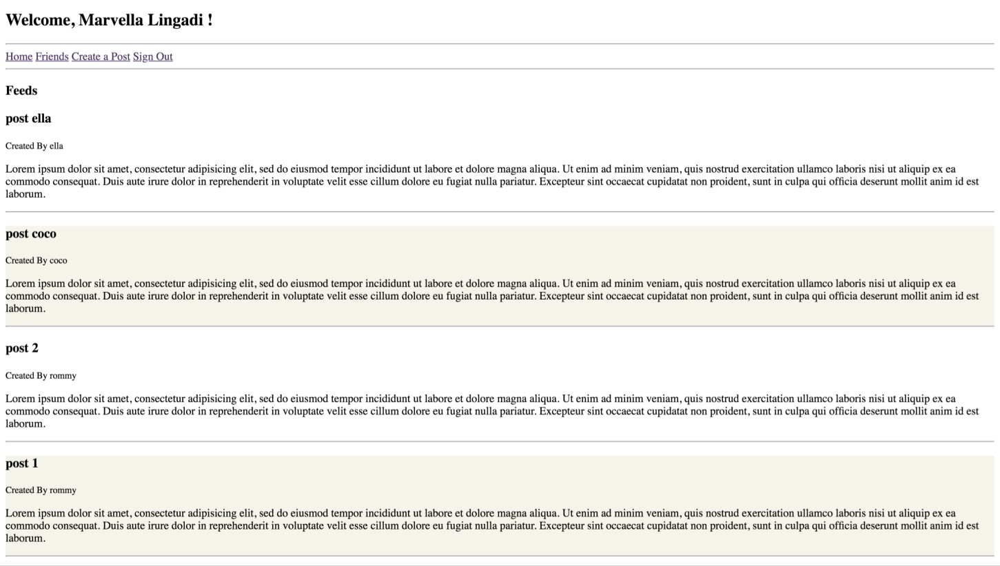 Welcome, Marvella Lingadi !
Home Friends Create a Post Sign Out
Feeds
post ella
Created By ella
Lorem ipsum dolor sit amet, consectetur adipisicing elit, sed do eiusmod tempor incididunt ut labore et dolore magna aliqua. Ut enim ad minim veniam, quis nostrud exercitation ullamco laboris nisi ut aliquip ex ea
commodo consequat. Duis aute irure dolor in reprehenderit in voluptate velit esse cillum dolore eu fugiat nulla pariatur. Excepteur sint occaecat cupidatat non proident, sunt in culpa qui officia deserunt mollit anim id est
laborum.
post coco
Created By coco
Lorem ipsum dolor sit amet, consectetur adipisicing elit, sed do eiusmod tempor incididunt ut labore et dolore magna aliqua. Ut enim ad minim veniam, quis nostrud exercitation ullamco laboris nisi ut aliquip ex ea
commodo consequat. Duis aute irure dolor in reprehenderit in voluptate velit esse cillum dolore eu fugiat nulla pariatur. Excepteur sint occaecat cupidatat non proident, sunt in culpa qui officia deserunt mollit anim id est
laborum.
post 2
Created By rommy
Lorem ipsum dolor sit amet, consectetur adipisicing elit, sed do eiusmod tempor incididunt ut labore et dolore magna aliqua. Ut enim ad minim veniam, quis nostrud exercitation ullamco laboris nisi ut aliquip ex ea
commodo consequat. Duis aute irure dolor in reprehenderit in voluptate velit esse cillum dolore eu fugiat nulla pariatur. Excepteur sint occaecat cupidatat non proident, sunt in culpa qui officia deserunt mollit anim id est
laborum.
post 1
Created By rommy
Lorem ipsum dolor sit amet, consectetur adipisicing elit, sed do eiusmod tempor incididunt ut labore et dolore magna aliqua. Ut enim ad minim veniam, quis nostrud exercitation ullamco laboris nisi ut aliquip ex ea
commodo consequat. Duis aute irure dolor in reprehenderit in voluptate velit esse cillum dolore eu fugiat nulla pariatur. Excepteur sint occaecat cupidatat non proident, sunt in culpa qui officia deserunt mollit anim id est
laborum.